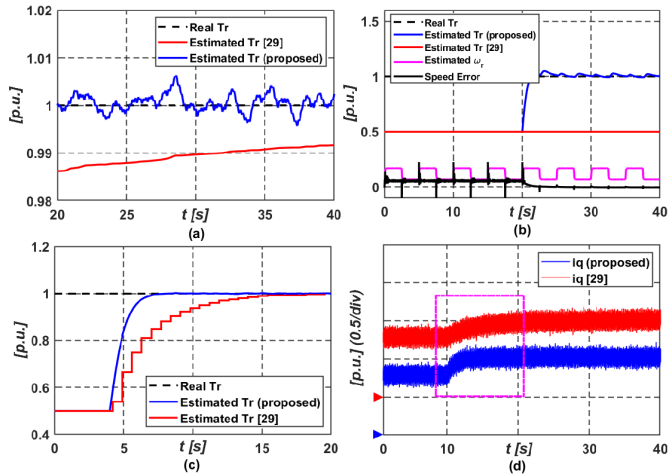 1.02
1.01
1
0.99
0.98
[p.u.]
Real Tr
Estimated Tr [29]
Estimated Tr (proposed)
20
25
30
35
40
t [s]
(a)
1.5
1
0.5
0
[p.u.]
Real Tr
Estimated Tr (proposed)
Estimated Tr [29]
Estimated ωr
Speed Error
0
10
20
30
40
t [s]
(b)
1.2
1
0.8
0.6
0.4
[p.u.]
Real Tr
Estimated Tr (proposed)
Estimated Tr [29]
0
5
10
15
20
t [s]
(c)
[p.u.] (0.5/div)
iq (proposed)
iq [29]
0
10
20
30
40
t [s]
(d)